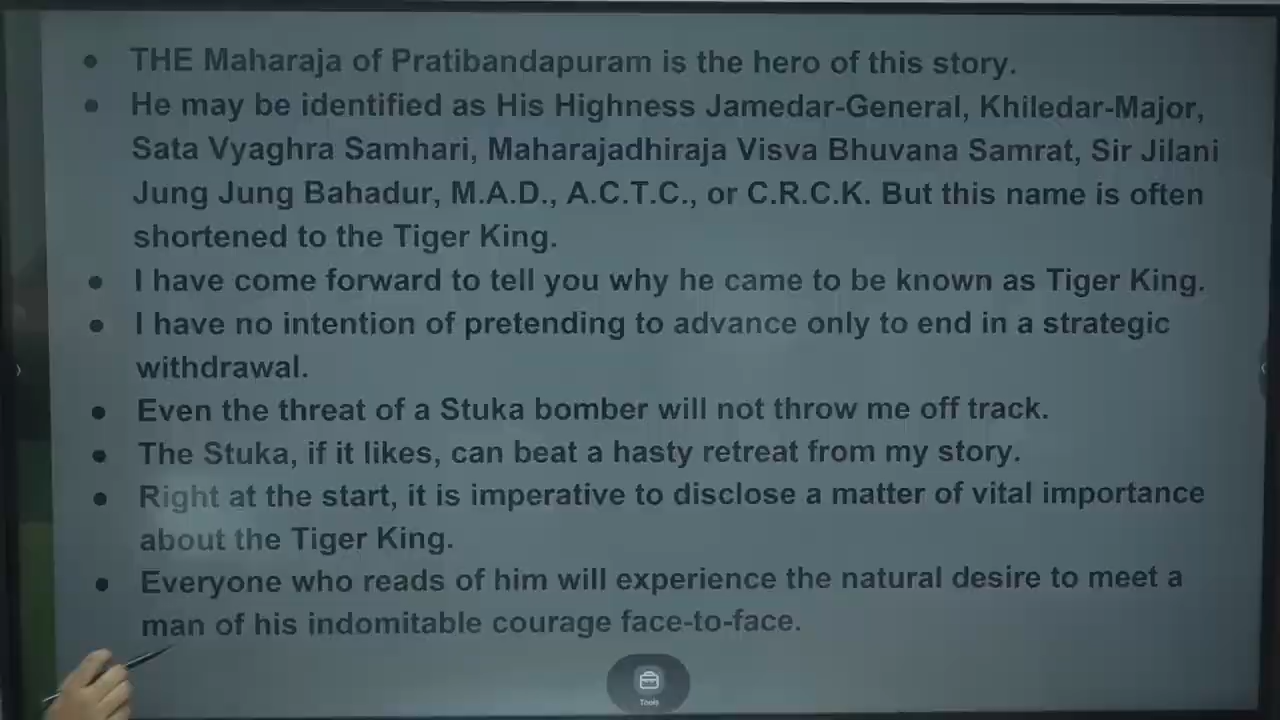 • THE Maharaja of Pratibandapuram is the hero of this story.
• He may be identified as His Highness Jamedar-General, Khiledar-Major,
Sata Vyaghra Samhari, Maharajadhiraja Visva Bhuvana Samrat, Sir Jilani
Jung Jung Bahadur, M.A.D., A.C.T.C., or C.R.C.K. But this name is often
shortened to the Tiger King.
• I have come forward to tell you why he came to be known as Tiger King.
• I have no intention of pretending to advance only to end in a strategic
withdrawal.
• Even the threat of a Stuka bomber will not throw me off track.
• The Stuka, if it likes, can beat a hasty retreat from my story.
• Right at the start, it is imperative to disclose a matter of vital importance
about the Tiger King.
• Everyone who reads of him will experience the natural desire to meet a
man of his indomitable courage face-to-face.
Tools